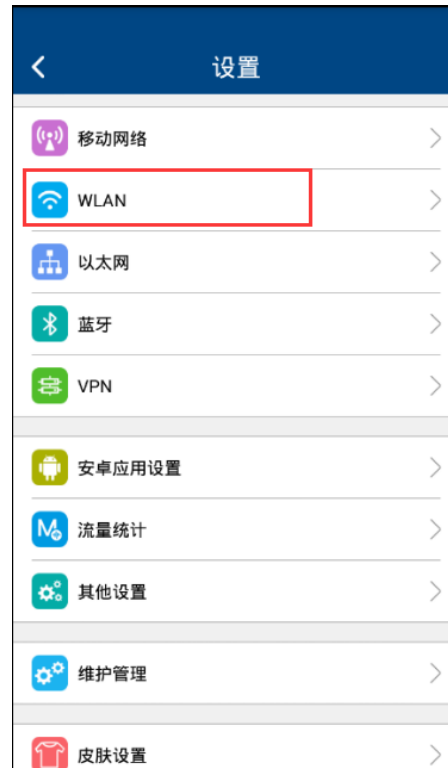 设置
移动网络
WLAN
以太网
蓝牙
VPN
安卓应用设置
流量统计
其他设置
维护管理
皮肤设置